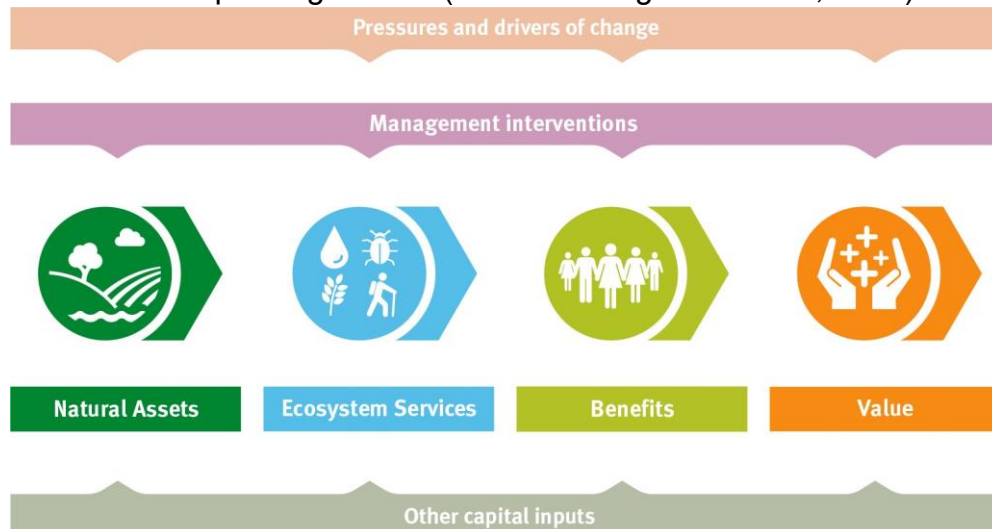 Pressures and drivers of change
Management interventions
Natural Assets
Ecosystem Services
Benefits
Value
Other capital inputs